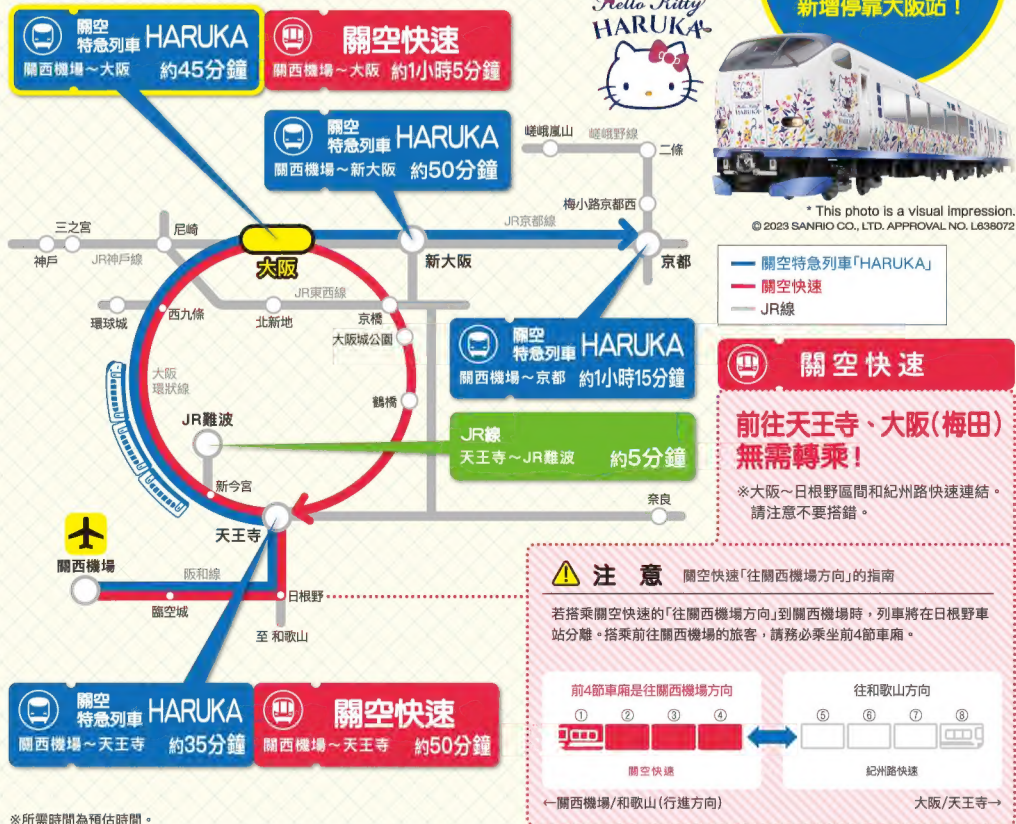 關空
特急列車 HARUKA
關西機場～大阪 約45分鐘
關空快速
關西機場～大阪 約1小時5分鐘
Hello Kitty
HARUKA
新增停靠大阪站！
關空
特急列車 HARUKA
關西機場～新大阪 約50分鐘
嵯峨嵐山
嵯峨野線
二條
梅小路京都西
JR京都線
京都
Hello Kitty
HARUKA
* This photo is a visual impression.
© 2023 SANRIO CO., LTD. APPROVAL NO. L638072
三之宮
神戶
JR神戶線
尼崎
大阪
新大阪
JR東西線
環球城
西九條
北新地
京橋
大阪城公園
大阪
環狀線
鶴橋
JR難波
新今宮
天王寺
奈良
關空特急列車「HARUKA」
關空快速
JR線
關空
特急列車 HARUKA
關西機場～京都 約1小時15分鐘
JR線
天王寺～JR難波 約5分鐘
關空快速
前往天王寺、大阪(梅田)
無需轉乘！
※大阪～日根野區間和紀州路快速連結。
請注意不要搭錯。
關西機場
阪和線
臨空城
日根野
至 和歌山
注 意 關空快速「往關西機場方向」的指南
若搭乘關空快速的「往關西機場方向」到關西機場時，列車將在日根野車
站分離。搭乘前往關西機場的旅客，請務必乘坐前4節車廂。
前4節車廂是往關西機場方向
往和歌山方向
① ② ③ ④ ⑤ ⑥ ⑦ ⑧
關空快速
紀州路快速
←關西機場/和歌山(行進方向)
大阪/天王寺→
關空
特急列車 HARUKA
關西機場～天王寺 約35分鐘
關空快速
關西機場～天王寺 約50分鐘
※所需時間為預估時間。